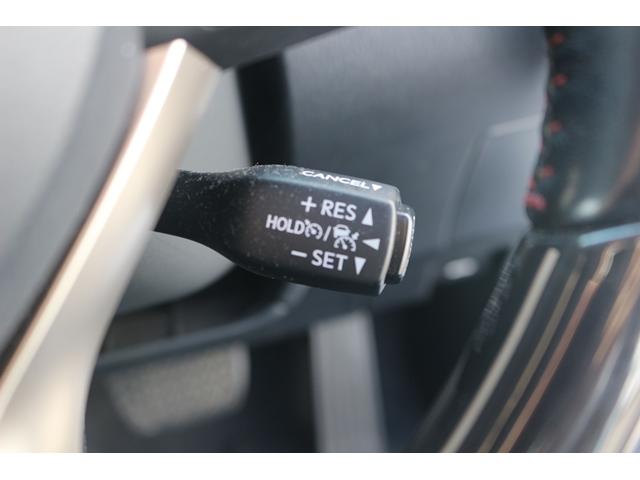 CANCEL▼
+ RES ▲
HOLD / ◀
− SET ▼